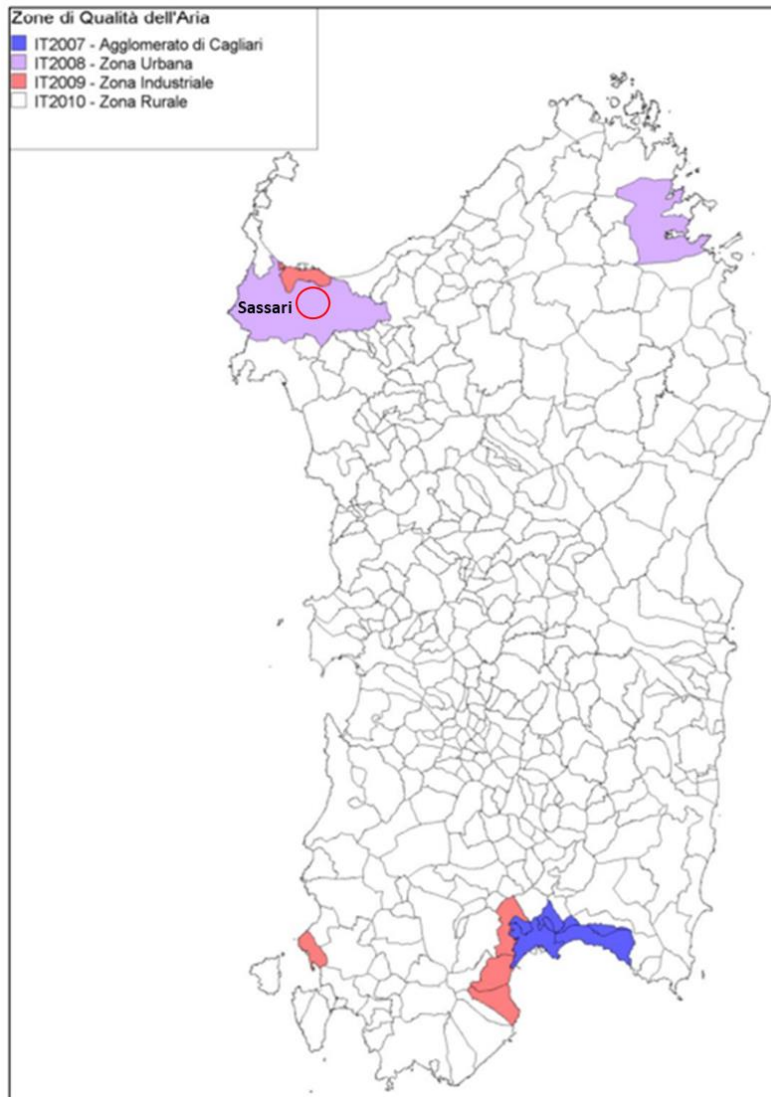 Zone di Qualità dell'Aria
IT2007 - Agglomerato di Cagliari
IT2008 - Zona Urbana
IT2009 - Zona Industriale
IT2010 - Zona Rurale
Sassari